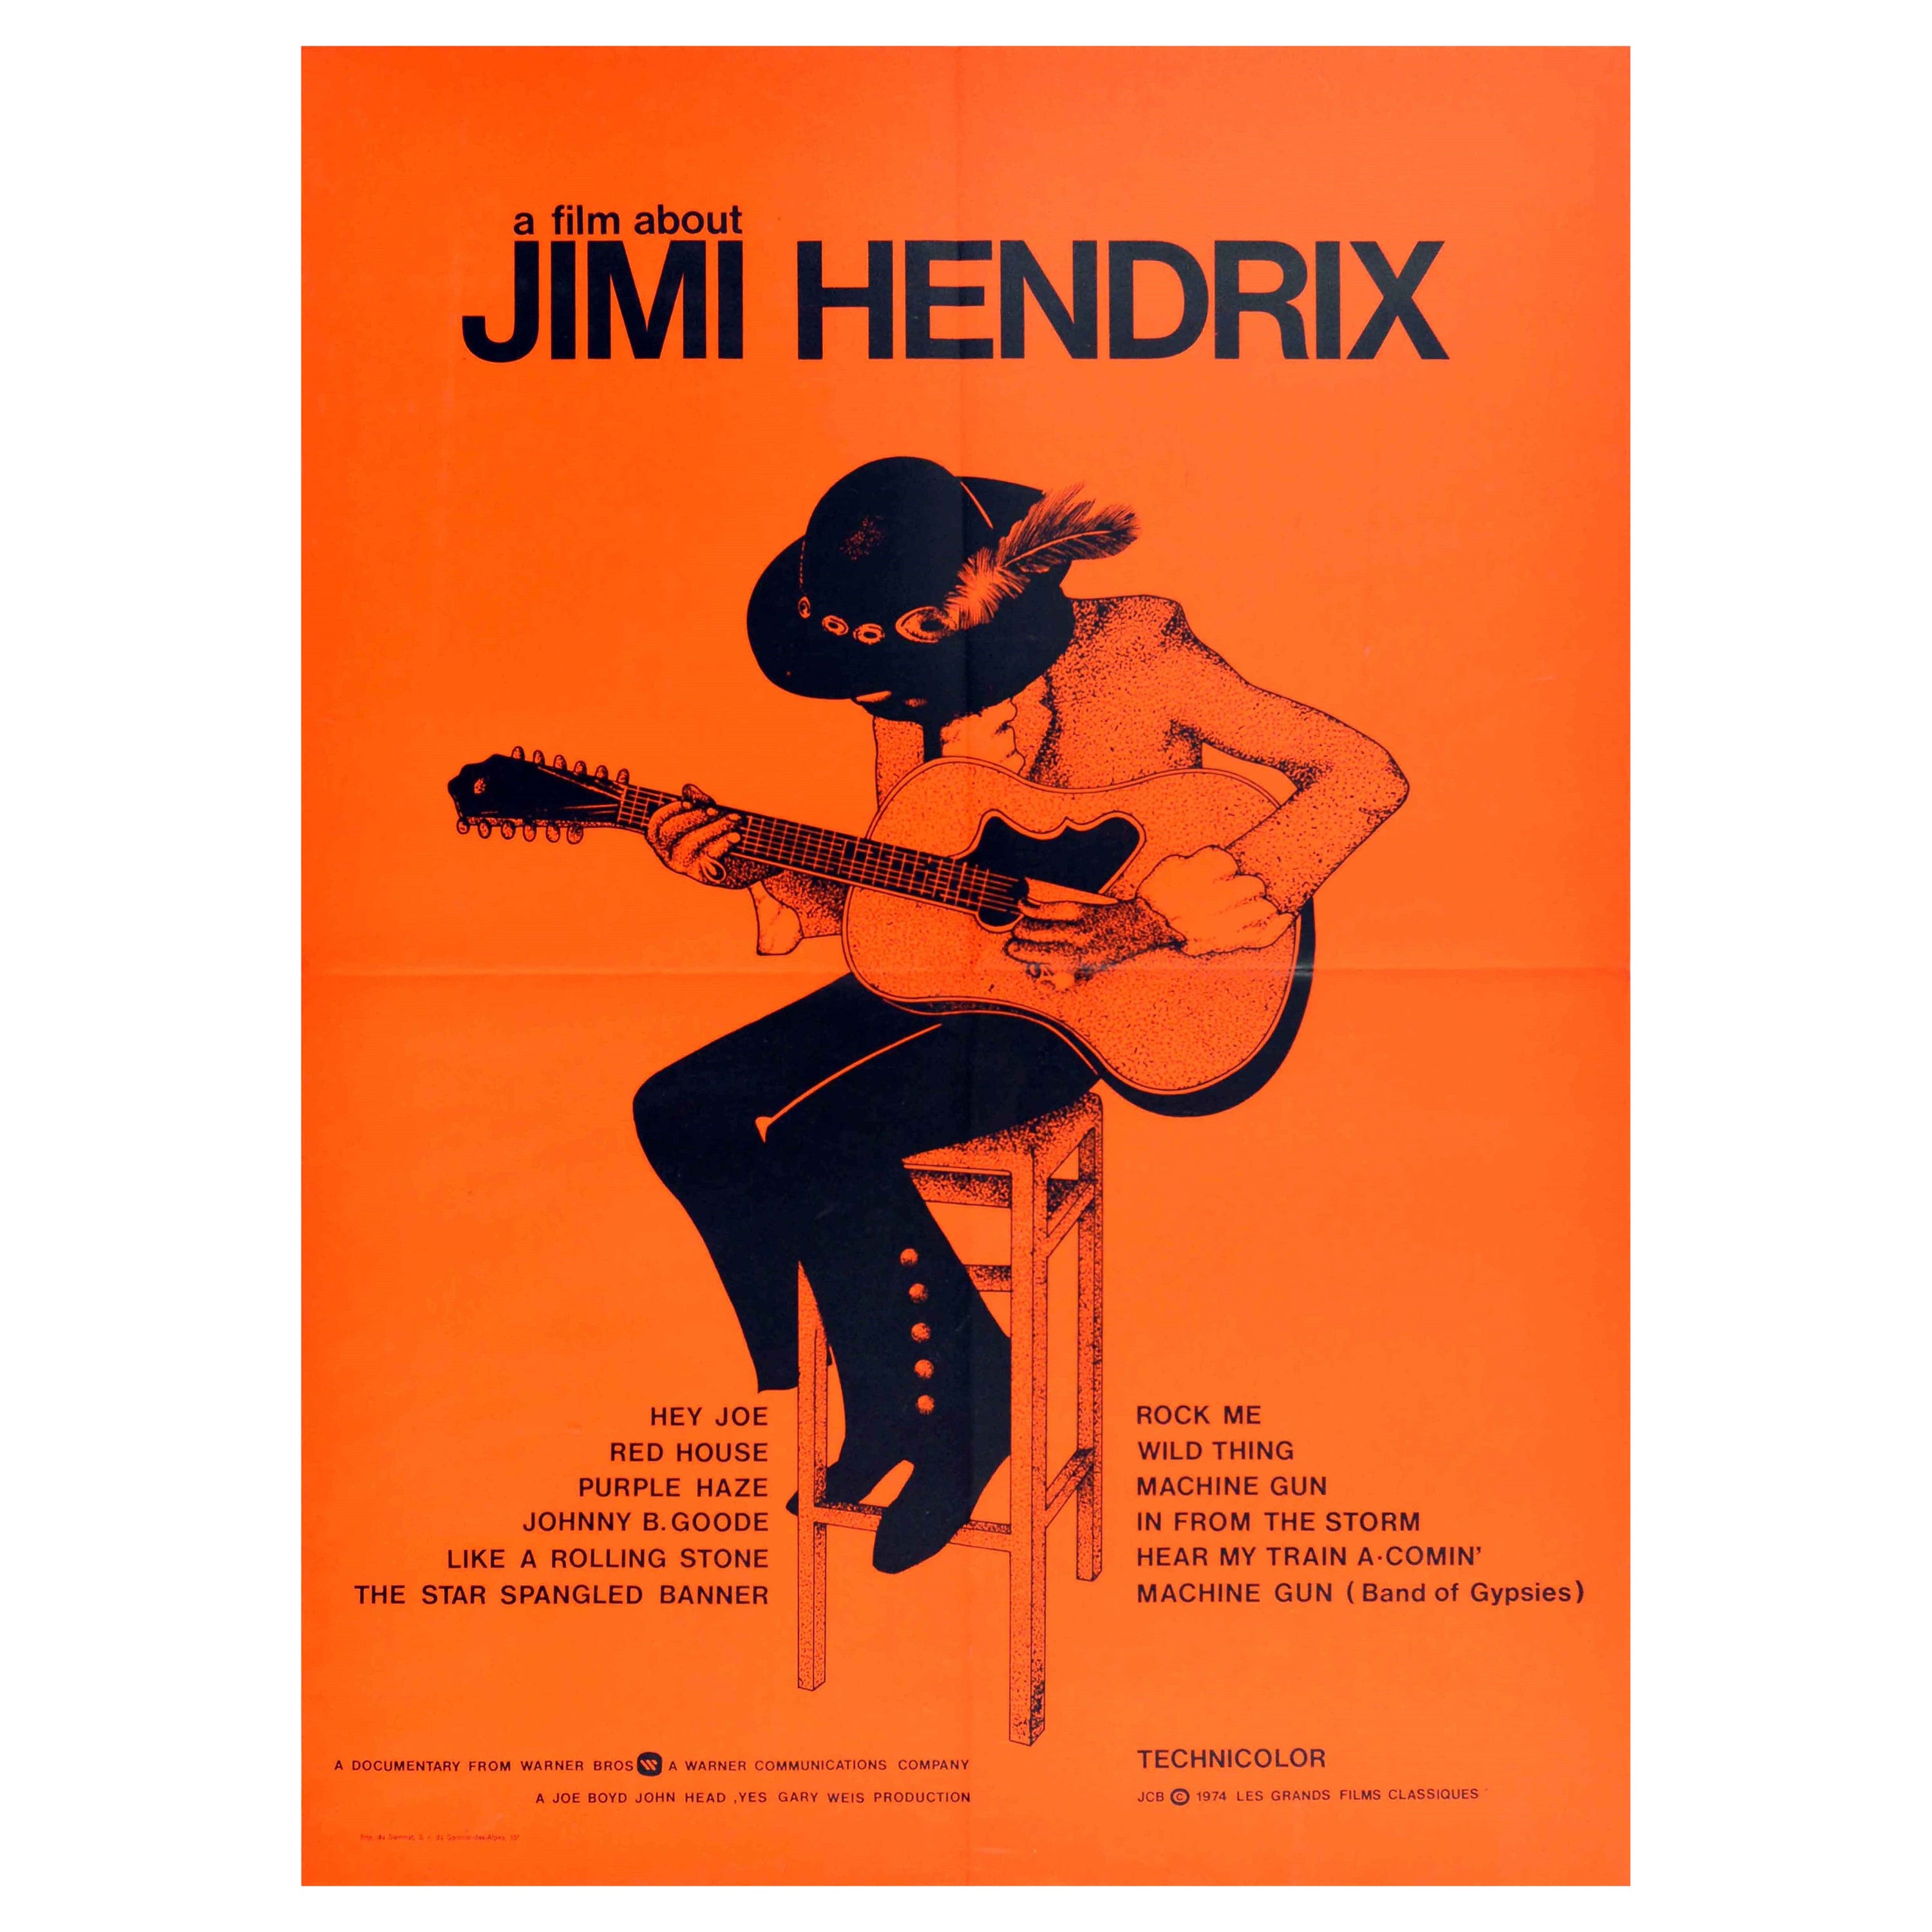 a film about
JIMI HENDRIX
HEY JOE
RED HOUSE
PURPLE HAZE
JOHNNY B. GOODE
LIKE A ROLLING STONE
THE STAR SPANGLED BANNER
ROCK ME
WILD THING
MACHINE GUN
IN FROM THE STORM
HEAR MY TRAIN A·COMIN'
MACHINE GUN (Band of Gypsies)
A DOCUMENTARY FROM WARNER BROS A WARNER COMMUNICATIONS COMPANY
A JOE BOYD JOHN HEAD ,YES GARY WEIS PRODUCTION
TECHNICOLOR
JCB © 1974 LES GRANDS FILMS CLASSIQUES